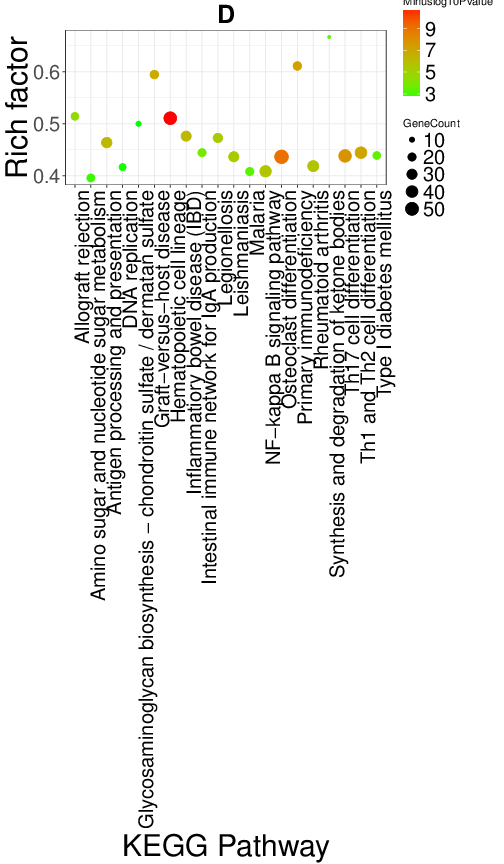 D
Minuslog10Pvalue
9
7
5
3
GeneCount
10
20
30
40
50
Rich factor
0.6
0.5
0.4
Allograft rejection
Amino sugar and nucleotide sugar metabolism
Antigen processing and presentation
DNA replication
Glycosaminoglycan biosynthesis − chondroitin sulfate / dermatan sulfate
Graft−versus−host disease
Hematopoietic cell lineage
Inflammatory bowel disease (IBD)
Intestinal immune network for IgA production
Legionellosis
Leishmaniasis
Malaria
NF−kappa B signaling pathway
Osteoclast differentiation
Primary immunodeficiency
Rheumatoid arthritis
Synthesis and degradation of ketone bodies
Th17 cell differentiation
Th1 and Th2 cell differentiation
Type I diabetes mellitus
KEGG Pathway